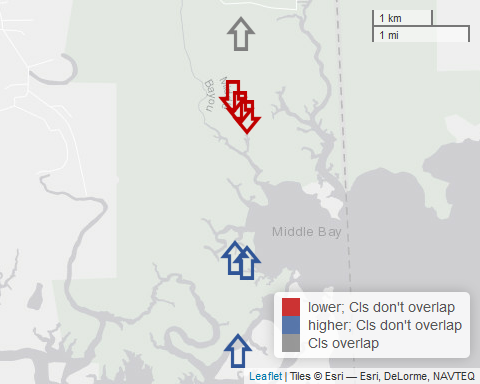 1 km
1 mi
Bayou
Middle Bay
lower; CIs don't overlap
higher; CIs don't overlap
CIs overlap
Leaflet | Tiles © Esri — Esri, DeLorme, NAVTEQ